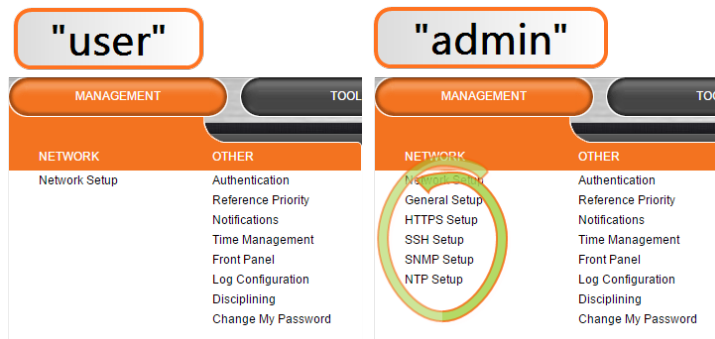 "user"
"admin"
MANAGEMENT
TOOL
NETWORK
OTHER
Network Setup
Authentication
Reference Priority
Notifications
Time Management
Front Panel
Log Configuration
Disciplining
Change My Password
MANAGEMENT
TOO
NETWORK
OTHER
Network Setup
General Setup
HTTPS Setup
SSH Setup
SNMP Setup
NTP Setup
Authentication
Reference Priority
Notifications
Time Management
Front Panel
Log Configuration
Disciplining
Change My Password